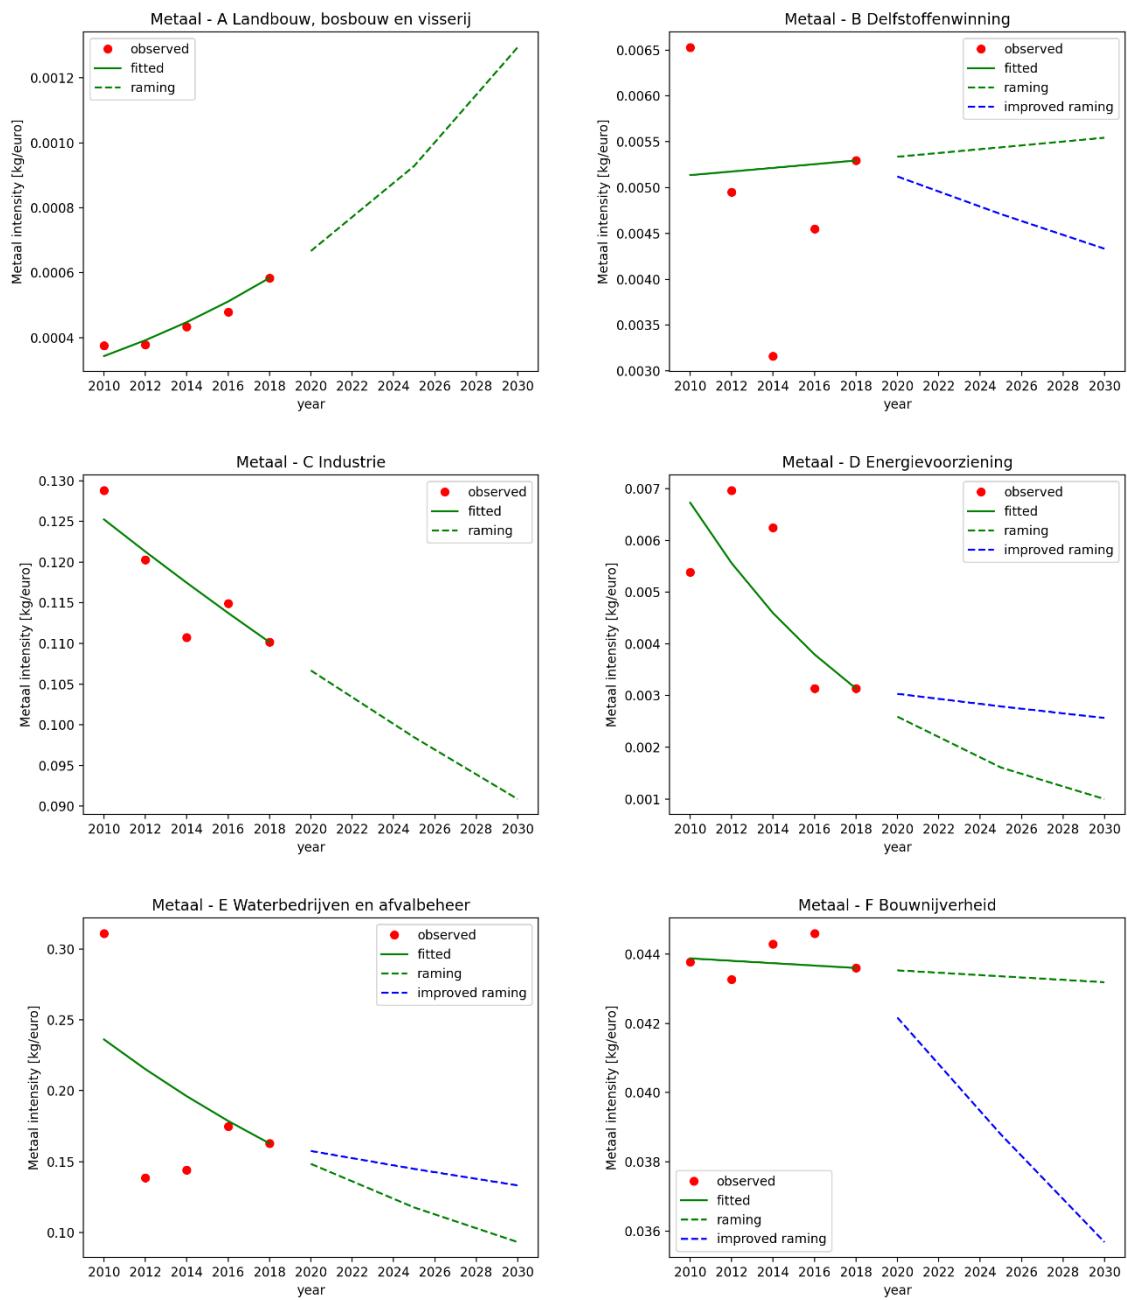 Metaal - A Landbouw, bosbouw en visserij
observed
fitted
raming
Metaal intensity [kg/euro]
0.0012
0.0010
0.0008
0.0006
0.0004
2010 2012 2014 2016 2018 2020 2022 2024 2026 2028 2030
year
Metaal - B Delfstoffenwinning
observed
fitted
raming
improved raming
Metaal intensity [kg/euro]
0.0065
0.0060
0.0055
0.0050
0.0045
0.0040
0.0035
0.0030
2010 2012 2014 2016 2018 2020 2022 2024 2026 2028 2030
year
Metaal - C Industrie
observed
fitted
raming
Metaal intensity [kg/euro]
0.130
0.125
0.120
0.115
0.110
0.105
0.100
0.095
0.090
2010 2012 2014 2016 2018 2020 2022 2024 2026 2028 2030
year
Metaal - D Energievoorziening
observed
fitted
raming
improved raming
Metaal intensity [kg/euro]
0.007
0.006
0.005
0.004
0.003
0.002
0.001
2010 2012 2014 2016 2018 2020 2022 2024 2026 2028 2030
year
Metaal - E Waterbedrijven en afvalbeheer
observed
fitted
raming
improved raming
Metaal intensity [kg/euro]
0.30
0.25
0.20
0.15
0.10
2010 2012 2014 2016 2018 2020 2022 2024 2026 2028 2030
year
Metaal - F Bouwnijverheid
Metaal intensity [kg/euro]
0.044
0.042
0.040
0.038
0.036
observed
fitted
raming
improved raming
2010 2012 2014 2016 2018 2020 2022 2024 2026 2028 2030
year